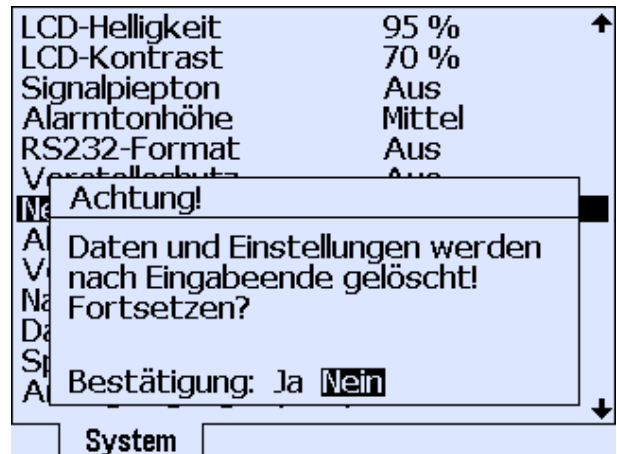 LCD-Helligkeit 95 %
LCD-Kontrast 70 %
Signalpiepton Aus
Alarmtonhöhe Mittel
RS232-Format Aus
Achtung!
Daten und Einstellungen werden
nach Eingabeende gelöscht!
Fortsetzen?
Bestätigung: Ja Nein
System